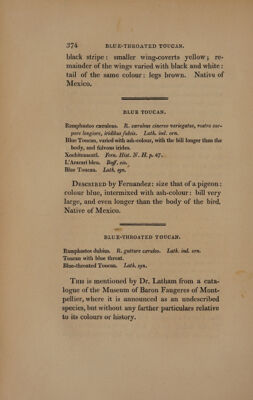 374 BLUE-THROATED TOUCAN.
black stripe: smaller wing-coverts yellow; re-
mainder of the wings varied with black and white:
tail of the same colour: legs brown. Native of
Mexico.
BLUE TOUCAN.
Ramphastos cæruleus. R. cæruleus cinereo variegatus, rostro cor-
pore longiore, iridibus fulvis. Lath. ind. orn.
Blue Toucan, varied with ash-colour, with the bill longer than the
body, and fulvous irides.
Xochitenacatl. Fern. Hist. N. H. p. 47.
L'Aracari bleu. Buff. ois.
Blue Toucan. Lath. syn.
Described by Fernandez: size that of a pigeon:
colour blue, intermixed with ash-colour: bill very
large, and even longer than the body of the bird.
Native of Mexico.
BLUE-THROATED TOUCAN.
Ramphastos dubius. R. gutture cæruleo. Lath. ind. orn.
Toucan with blue throat.
Blue-throated Toucan. Lath. syn.
This is mentioned by Dr. Latham from a cata-
logue of the Museum of Baron Faugeres of Mont-
pellier, where it is announced as an undescribed
species, but without any farther particulars relative
to its colours or history.